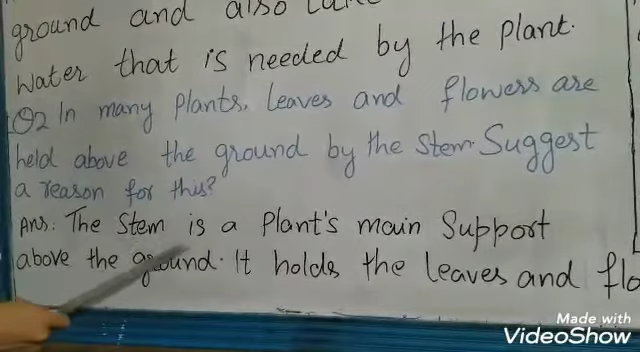 ground and also
Water that is needed by the plant.
Q2 In many plants, leaves and flowers are
held above the ground by the stem. Suggest
a reason for this?
Ans: The Stem is a Plant's main Support
above the ground. It holds the leaves and
Made with
VideoShow